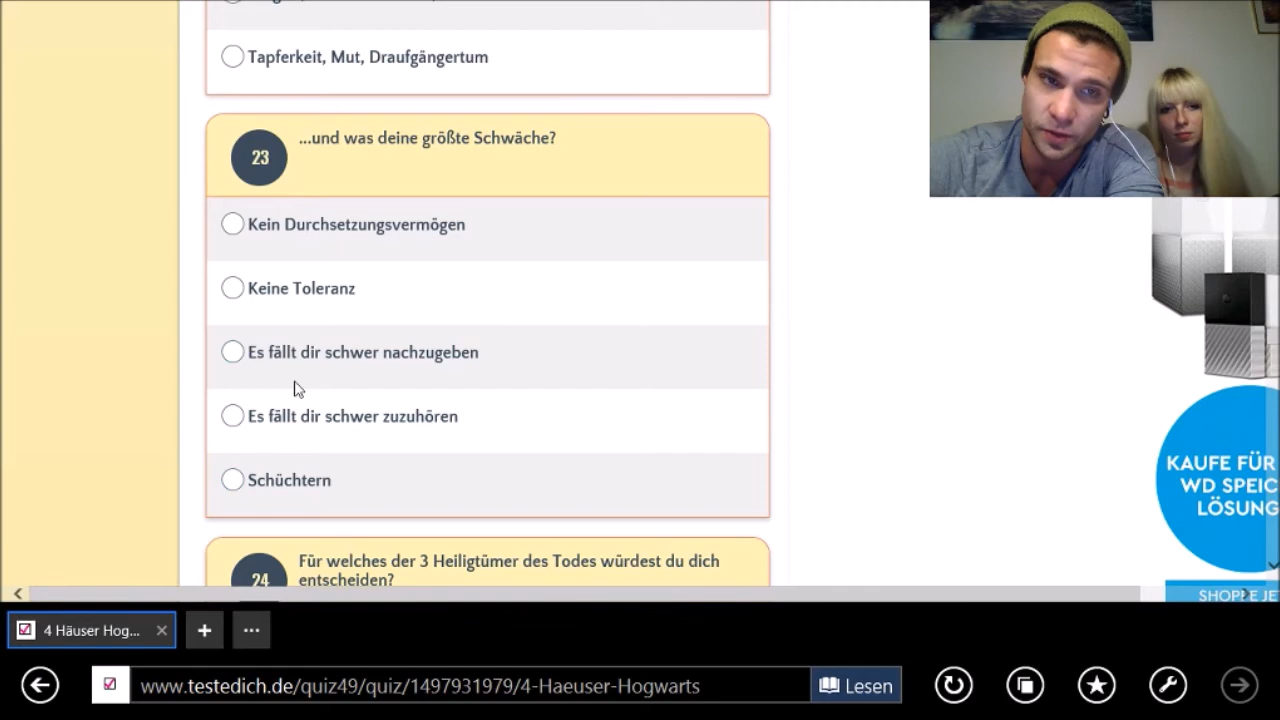 Tapferkeit, Mut, Draufgängertum
23
...und was deine größte Schwäche?
Kein Durchsetzungsvermögen
Keine Toleranz
Es fällt dir schwer nachzugeben
Es fällt dir schwer zuzuhören
Schüchtern
24
Für welches der 3 Heiligtümer des Todes würdest du dich
entscheiden?
KAUFE FÜR
WD SPEIC
LÖSUNG
SHOPPE JE
4 Häuser Hog...
www.testedich.de/quiz49/quiz/1497931979/4-Haeuser-Hogwarts
Lesen